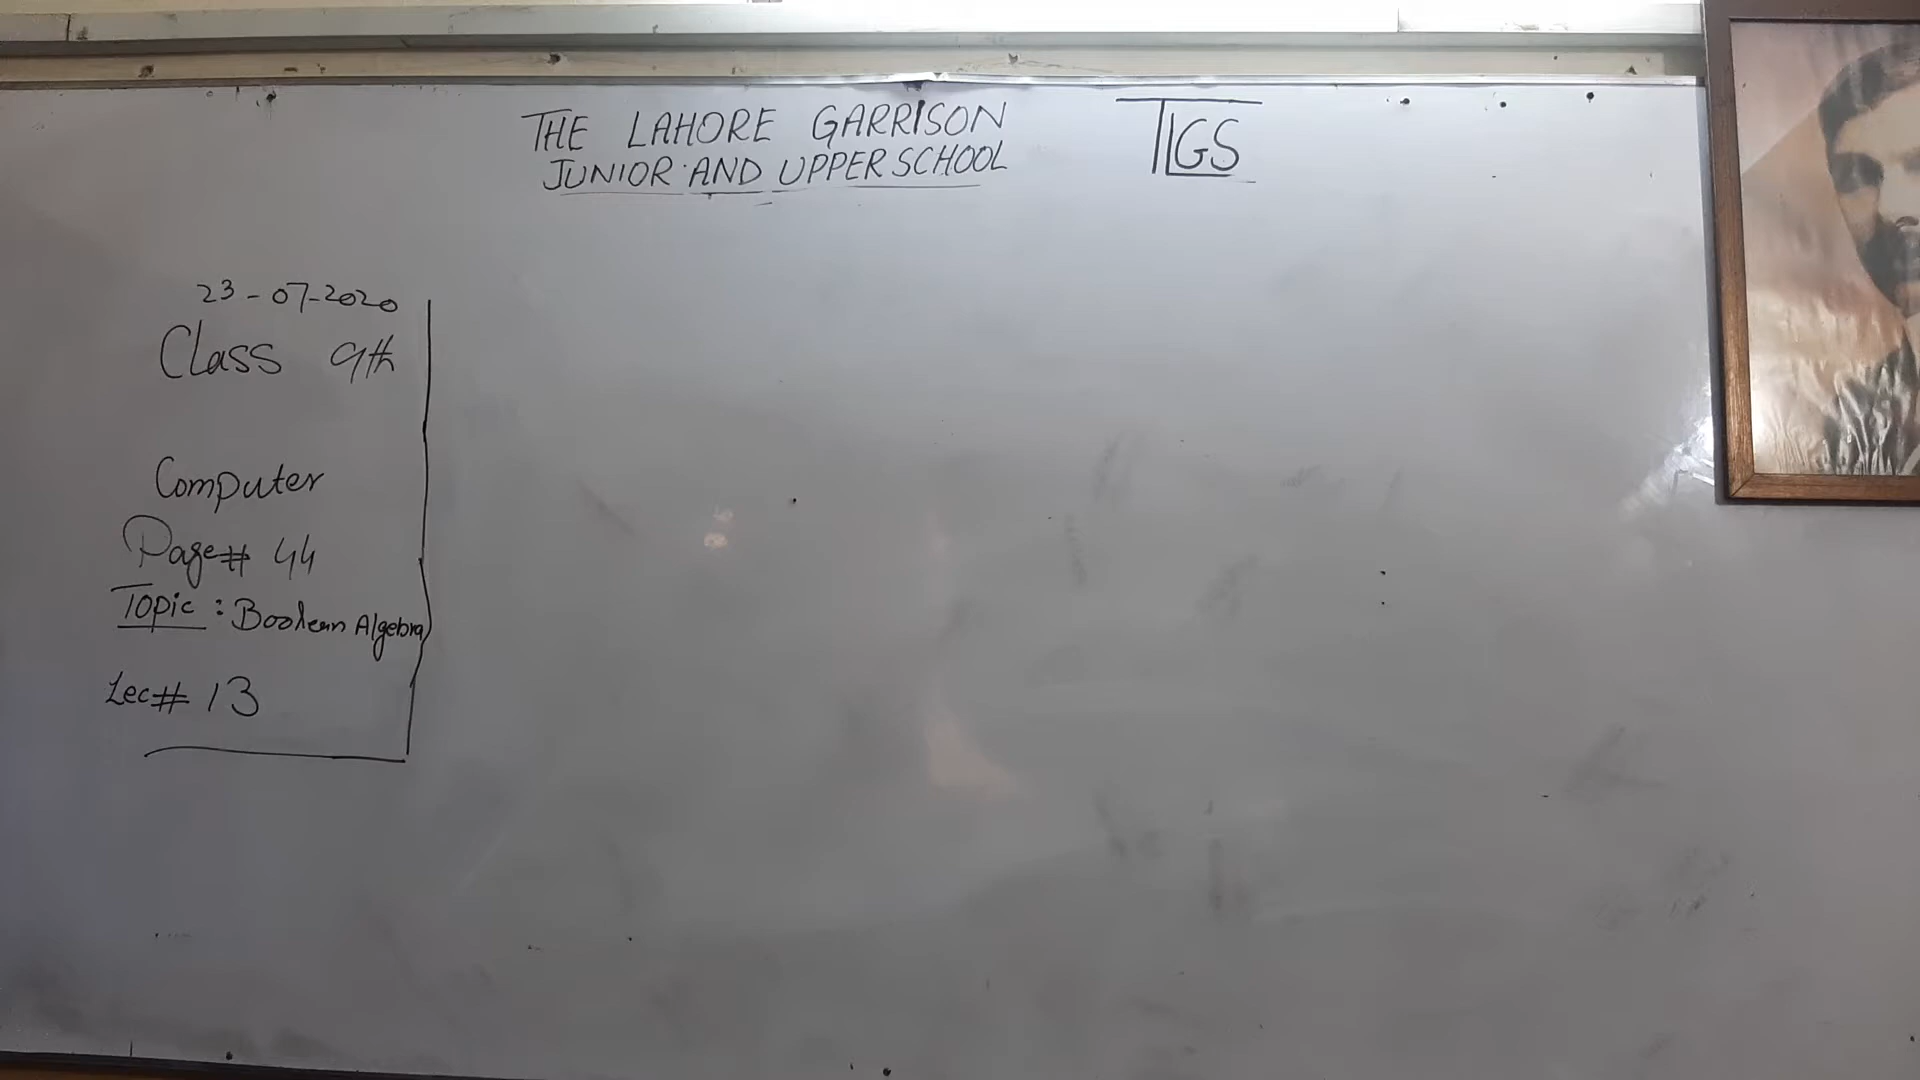 THE LAHORE GARRISON
JUNIOR AND UPPER SCHOOL
TLGS
23-07-2020
Class 9th
Computer
Page# 44
Topic : Boolean Algebra
Lec# 13